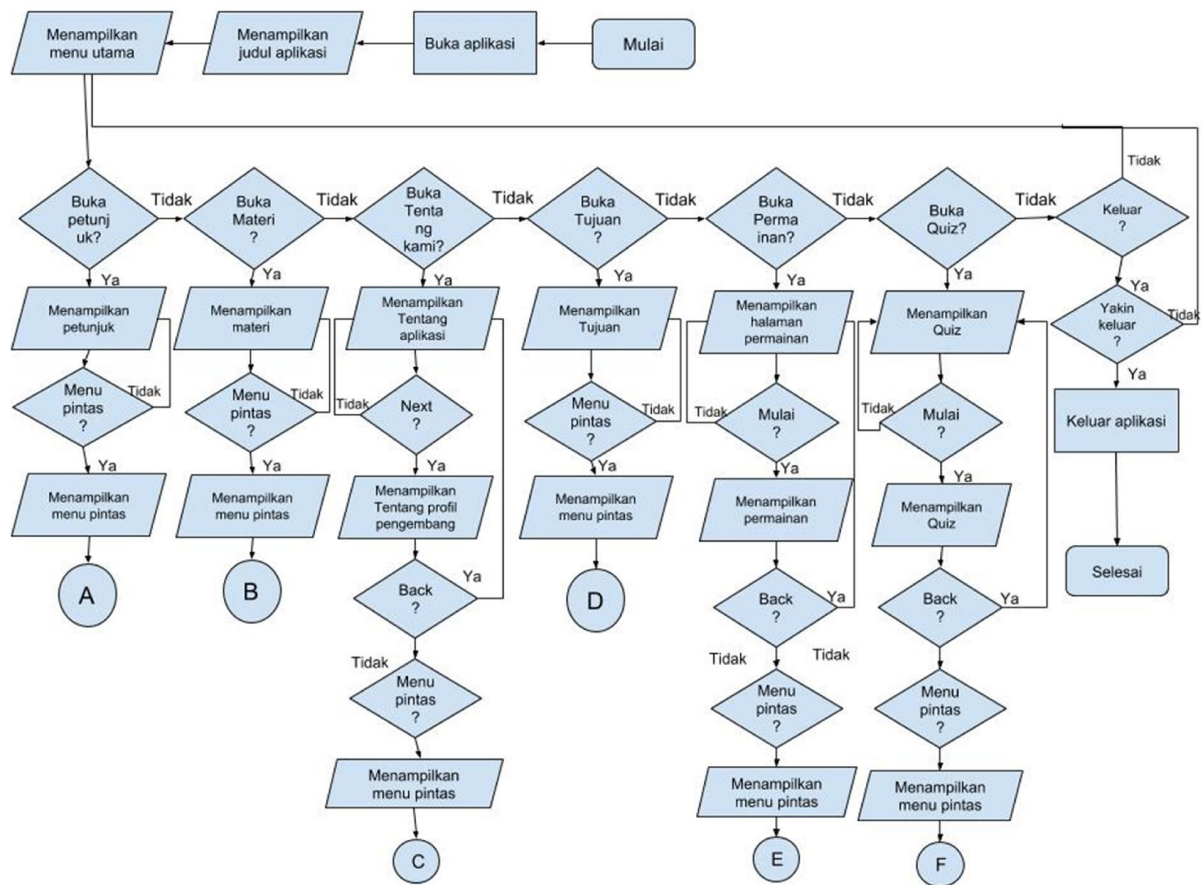 Menampilkan
menu utama
Menampilkan
judul aplikasi
Buka aplikasi
Mulai
Tidak
Buka
petunj
uk?
Tidak
Buka
Materi
?
Tidak
Buka
Tenta
ng
kami?
Tidak
Buka
Tujuan
?
Tidak
Buka
Perma
inan?
Tidak
Buka
Quiz?
Tidak
Keluar
?
Ya
Ya
Ya
Ya
Ya
Ya
Ya
Menampilkan
petunjuk
Menampilkan
materi
Menampilkan
Tentang
aplikasi
Menampilkan
Tujuan
Menampilkan
halaman
permainan
Menampilkan
Quiz
Yakin
keluar
?
Tidak
Ya
Menu
pintas
?
Tidak
Menu
pintas
?
Tidak
Tidak
Next
?
Menu
pintas
?
Tidak
Tidak
Mulai
?
Tidak
Mulai
?
Keluar aplikasi
Ya
Ya
Ya
Ya
Ya
Ya
Menampilkan
menu pintas
Menampilkan
menu pintas
Menampilkan
Tentang profil
pengembang
Menampilkan
menu pintas
Menampilkan
permainan
Menampilkan
Quiz
Selesai
A
B
Back
?
Ya
D
Back
?
Ya
Back
?
Ya
Tidak
Tidak
Tidak
Menu
pintas
?
Menu
pintas
?
Menu
pintas
?
Menampilkan
menu pintas
Menampilkan
menu pintas
Menampilkan
menu pintas
C
E
F